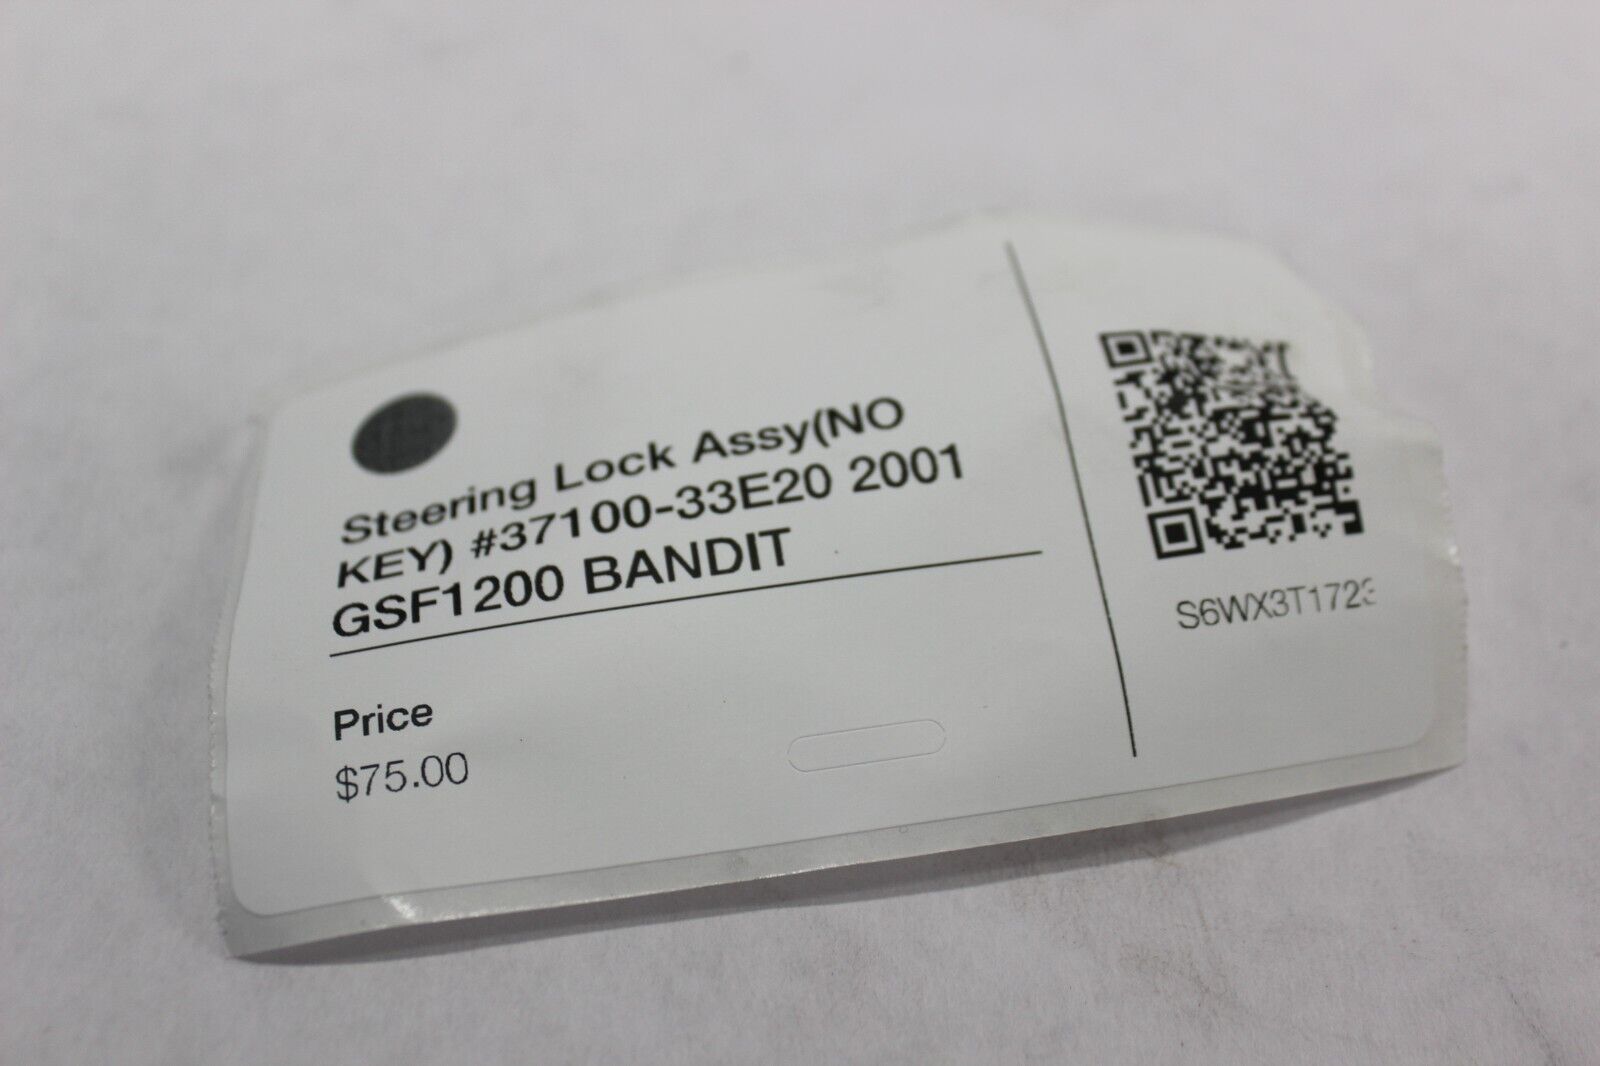 Steering Lock Assy(NO
KEY) #37100-33E20 2001
GSF1200 BANDIT
Price
$75.00
S6WX3T1723